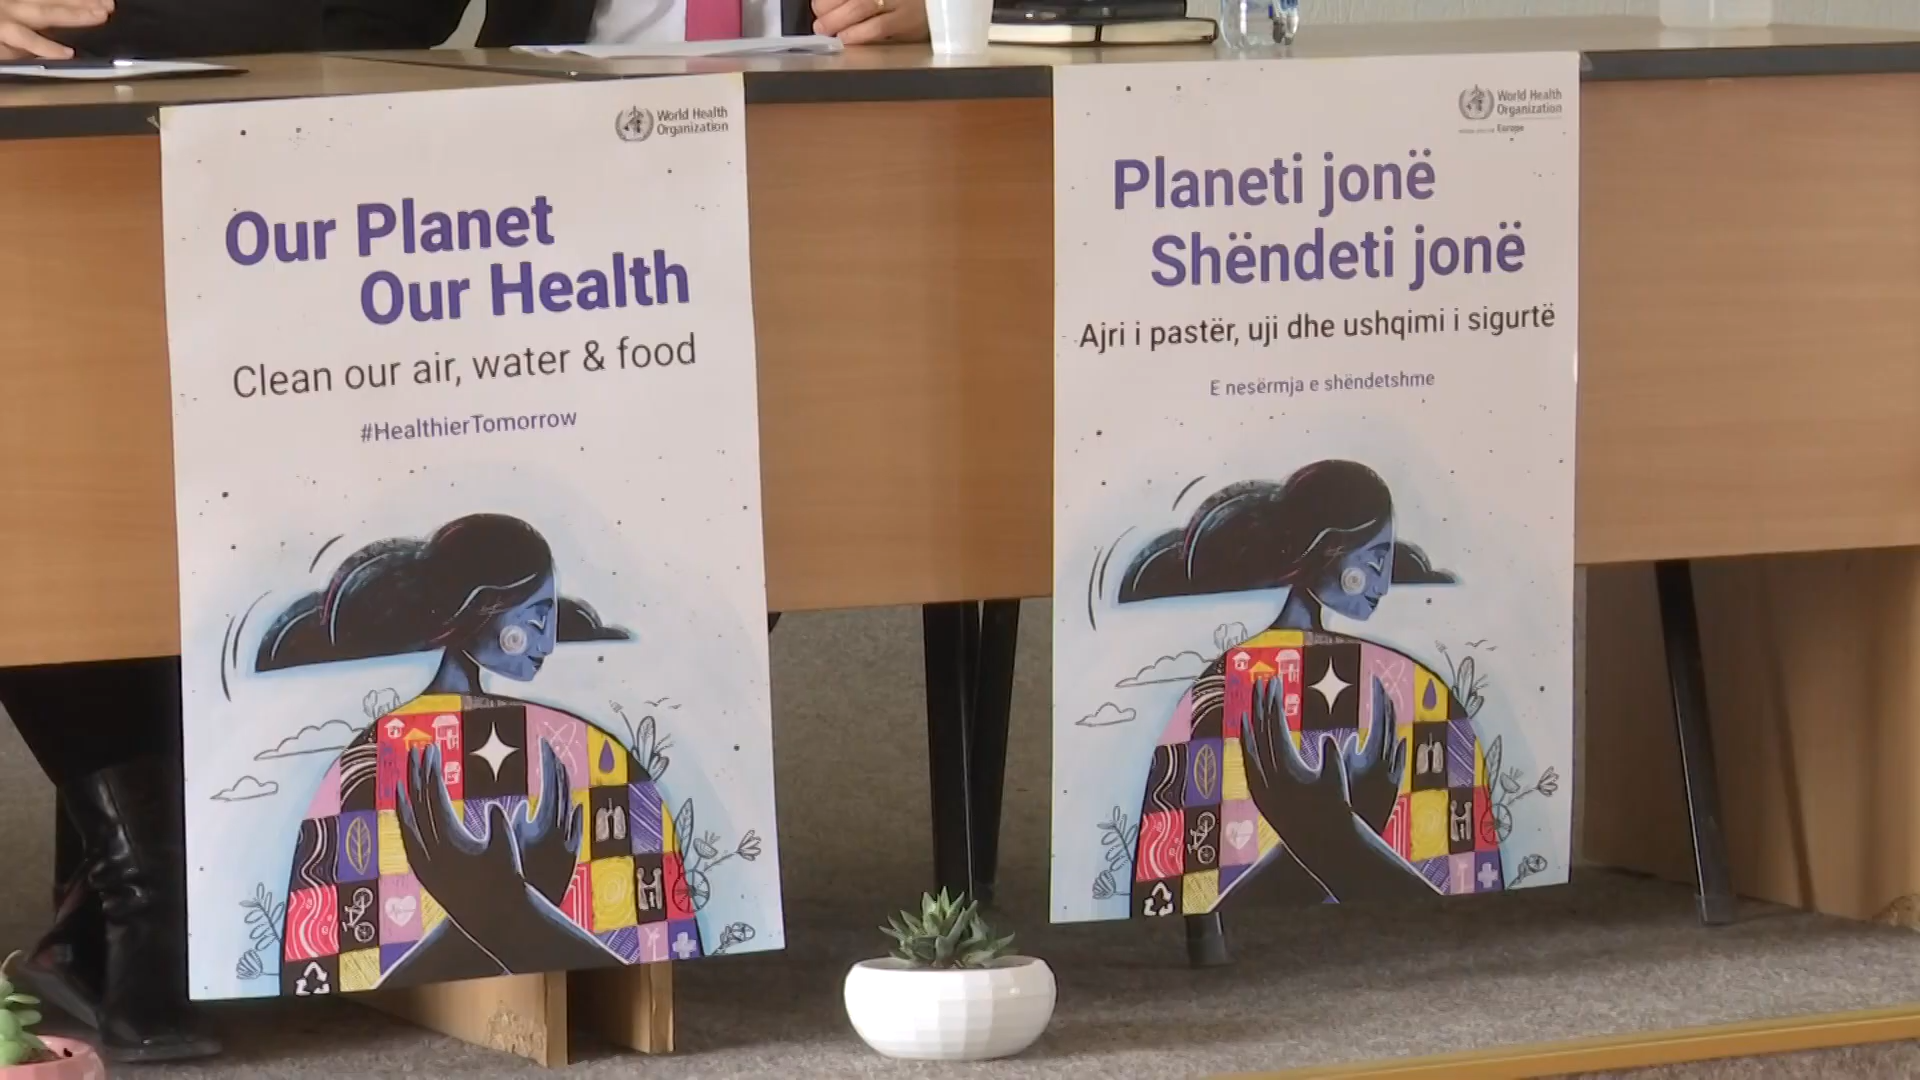 World Health
Organization
Our Planet
Our Health
Clean our air, water & food
#HealthierTomorrow
World Health
Organization
Europe
Planeti jonë
Shëndeti jonë
Ajri i pastër, uji dhe ushqimi i sigurtë
E nesërmja e shëndetshme